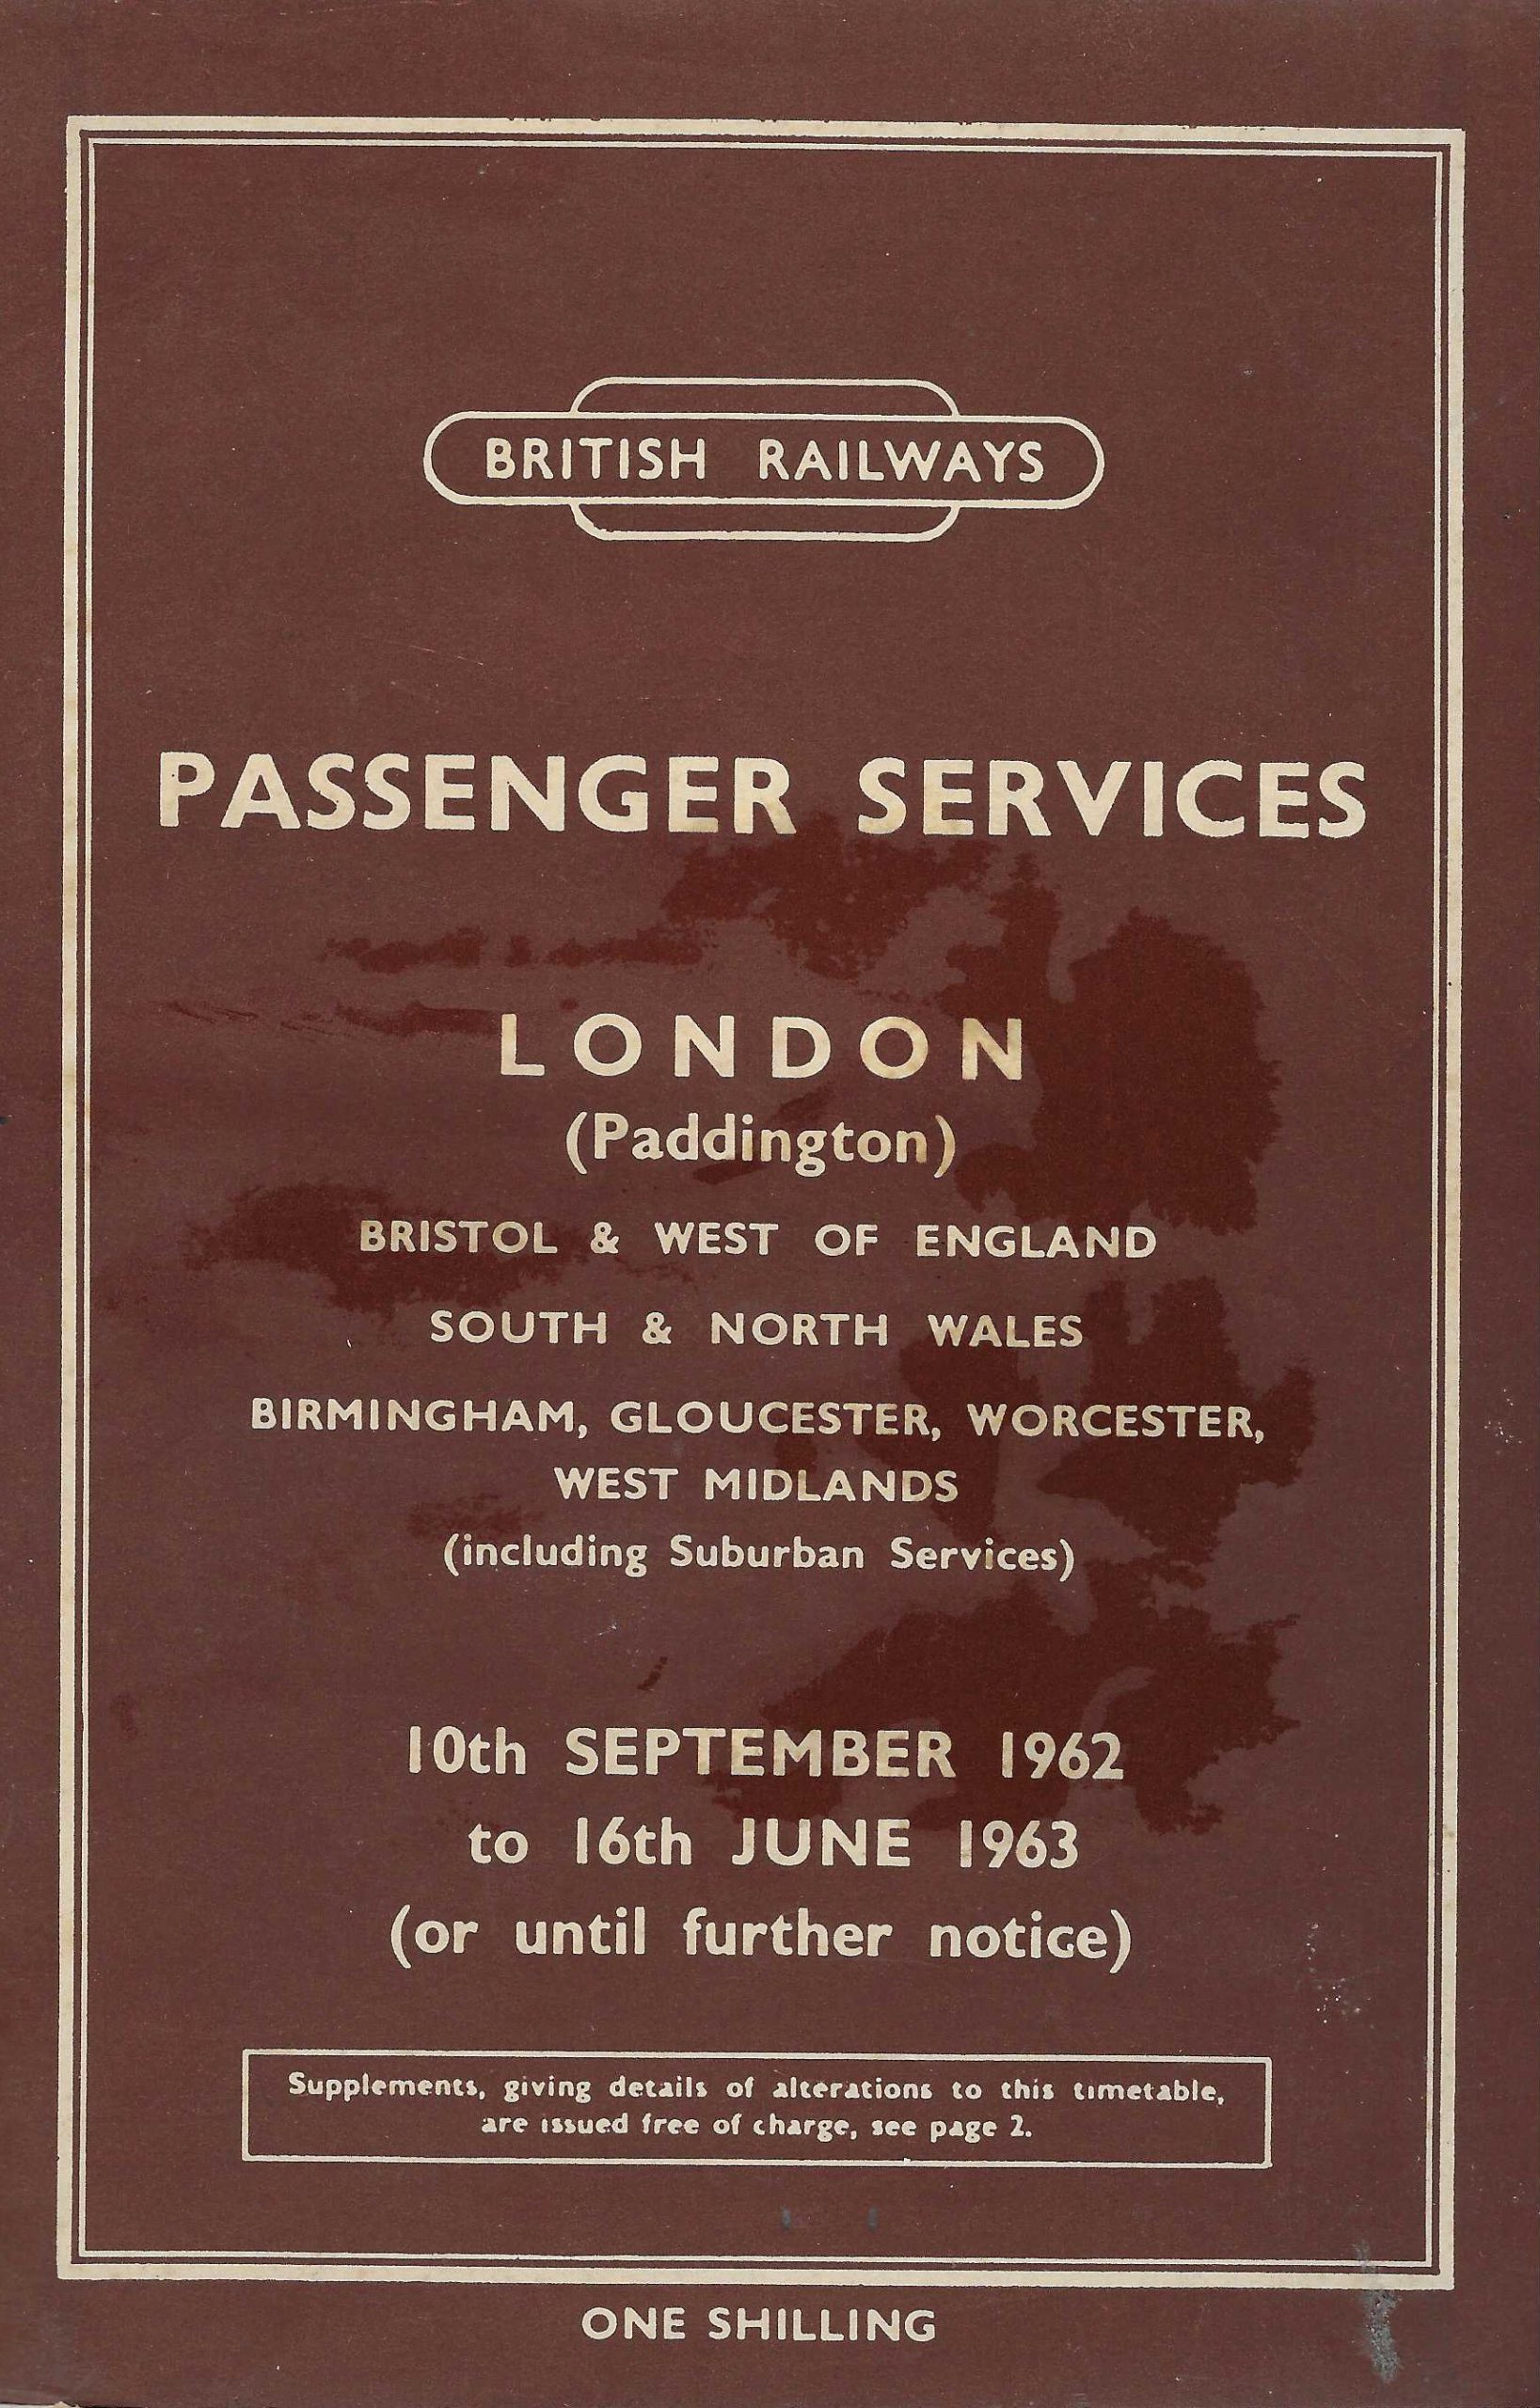 BRITISH RAILWAYS
PASSENGER SERVICES
LONDON
(Paddington)
BRISTOL & WEST OF ENGLAND
SOUTH & NORTH WALES
BIRMINGHAM, GLOUCESTER, WORCESTER,
WEST MIDLANDS
(including Suburban Services)
10th SEPTEMBER 1962
to 16th JUNE 1963
(or until further notice)
Supplements, giving details of alterations to this timetable,
are issued free of charge, see page 2.
ONE SHILLING